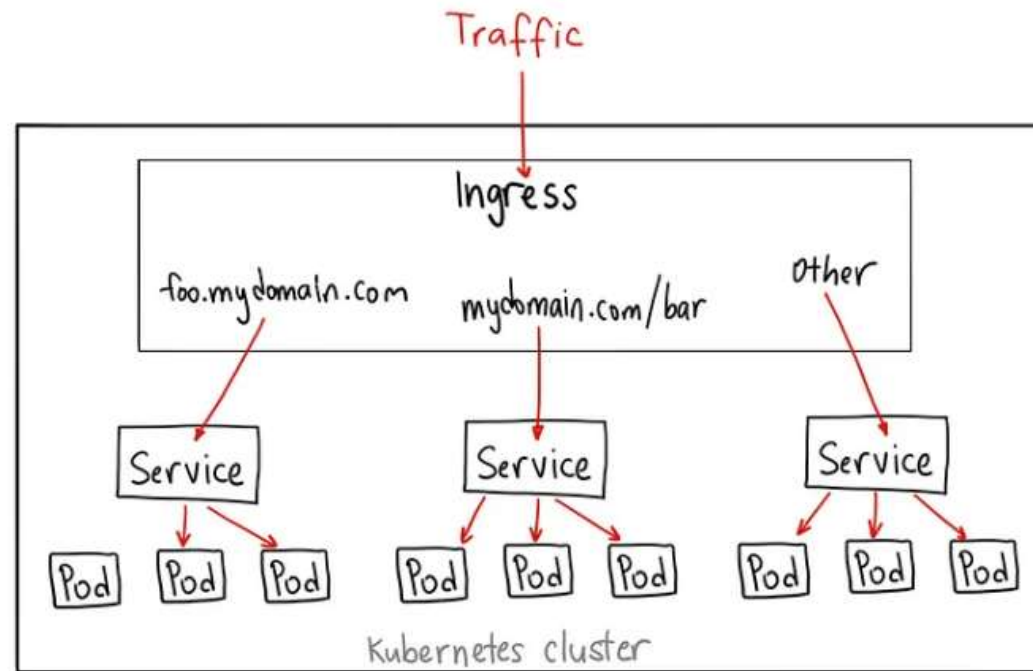 Traffic
Ingress
foo.mydomain.com
mydomain.com/bar
Other
Service
Service
Service
Pod
Pod
Pod
Pod
Pod
Pod
Pod
Pod
Pod
Kubernetes cluster